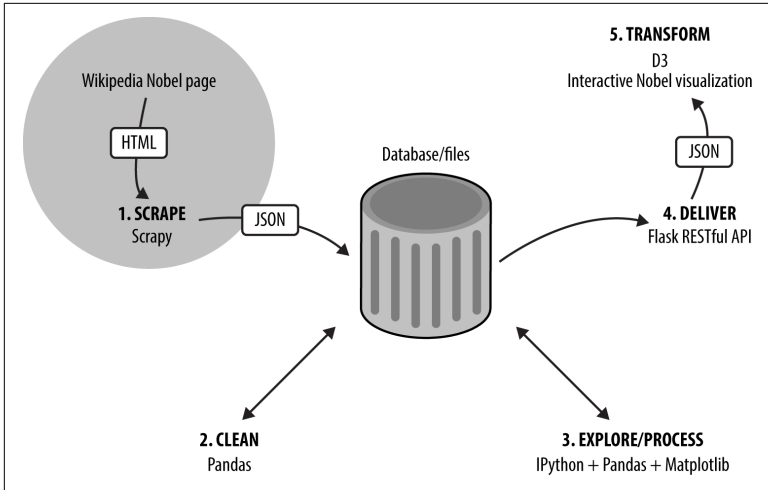 Wikipedia Nobel page
HTML
1. SCRAPE
Scrapy
JSON
Database/files
2. CLEAN
Pandas
3. EXPLORE/PROCESS
IPython + Pandas + Matplotlib
4. DELIVER
Flask RESTful API
JSON
5. TRANSFORM
D3
Interactive Nobel visualization